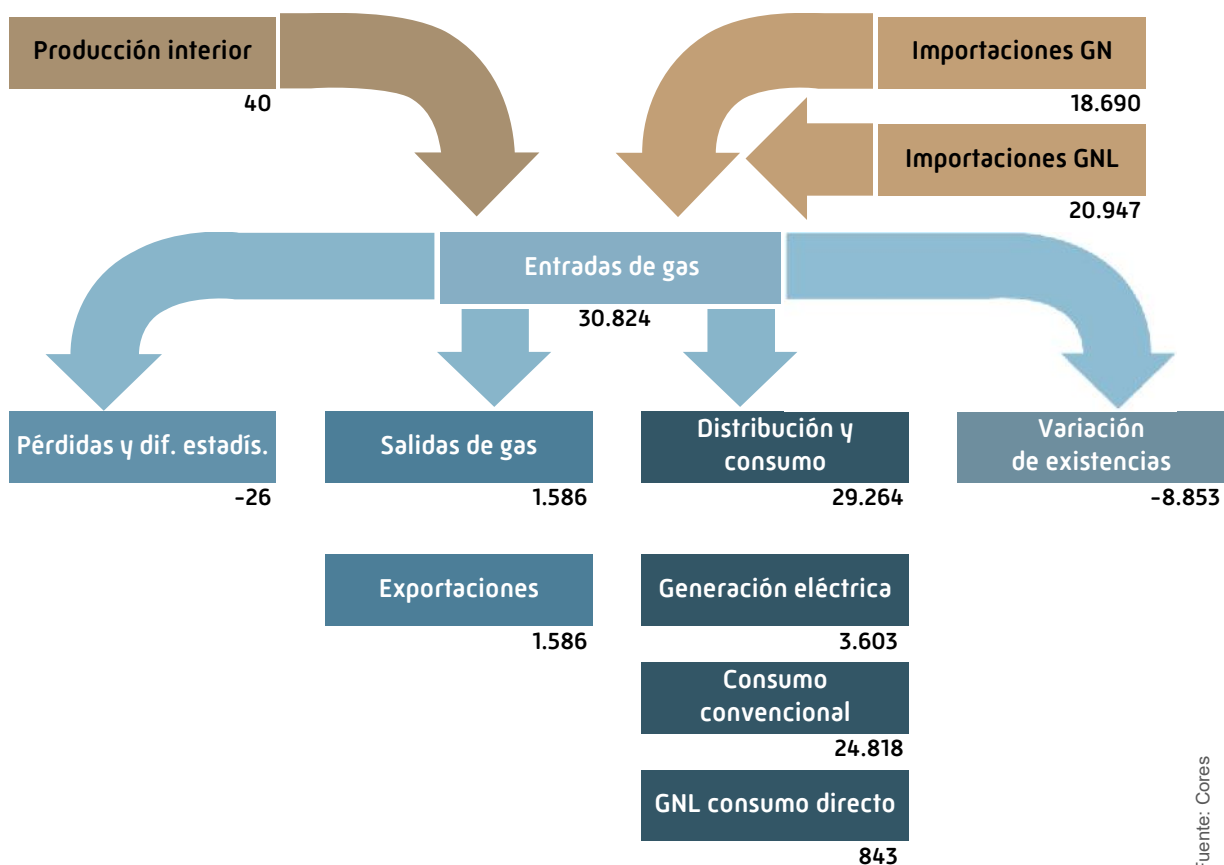 Producción interior
40
Importaciones GN
18.690
Importaciones GNL
20.947
Entradas de gas
30.824
Pérdidas y dif. estadís.
-26
Salidas de gas
1.586
Distribución y
consumo
29.264
Variación
de existencias
-8.853
Exportaciones
1.586
Generación eléctrica
3.603
Consumo
convencional
24.818
GNL consumo directo
843
Fuente: Cores